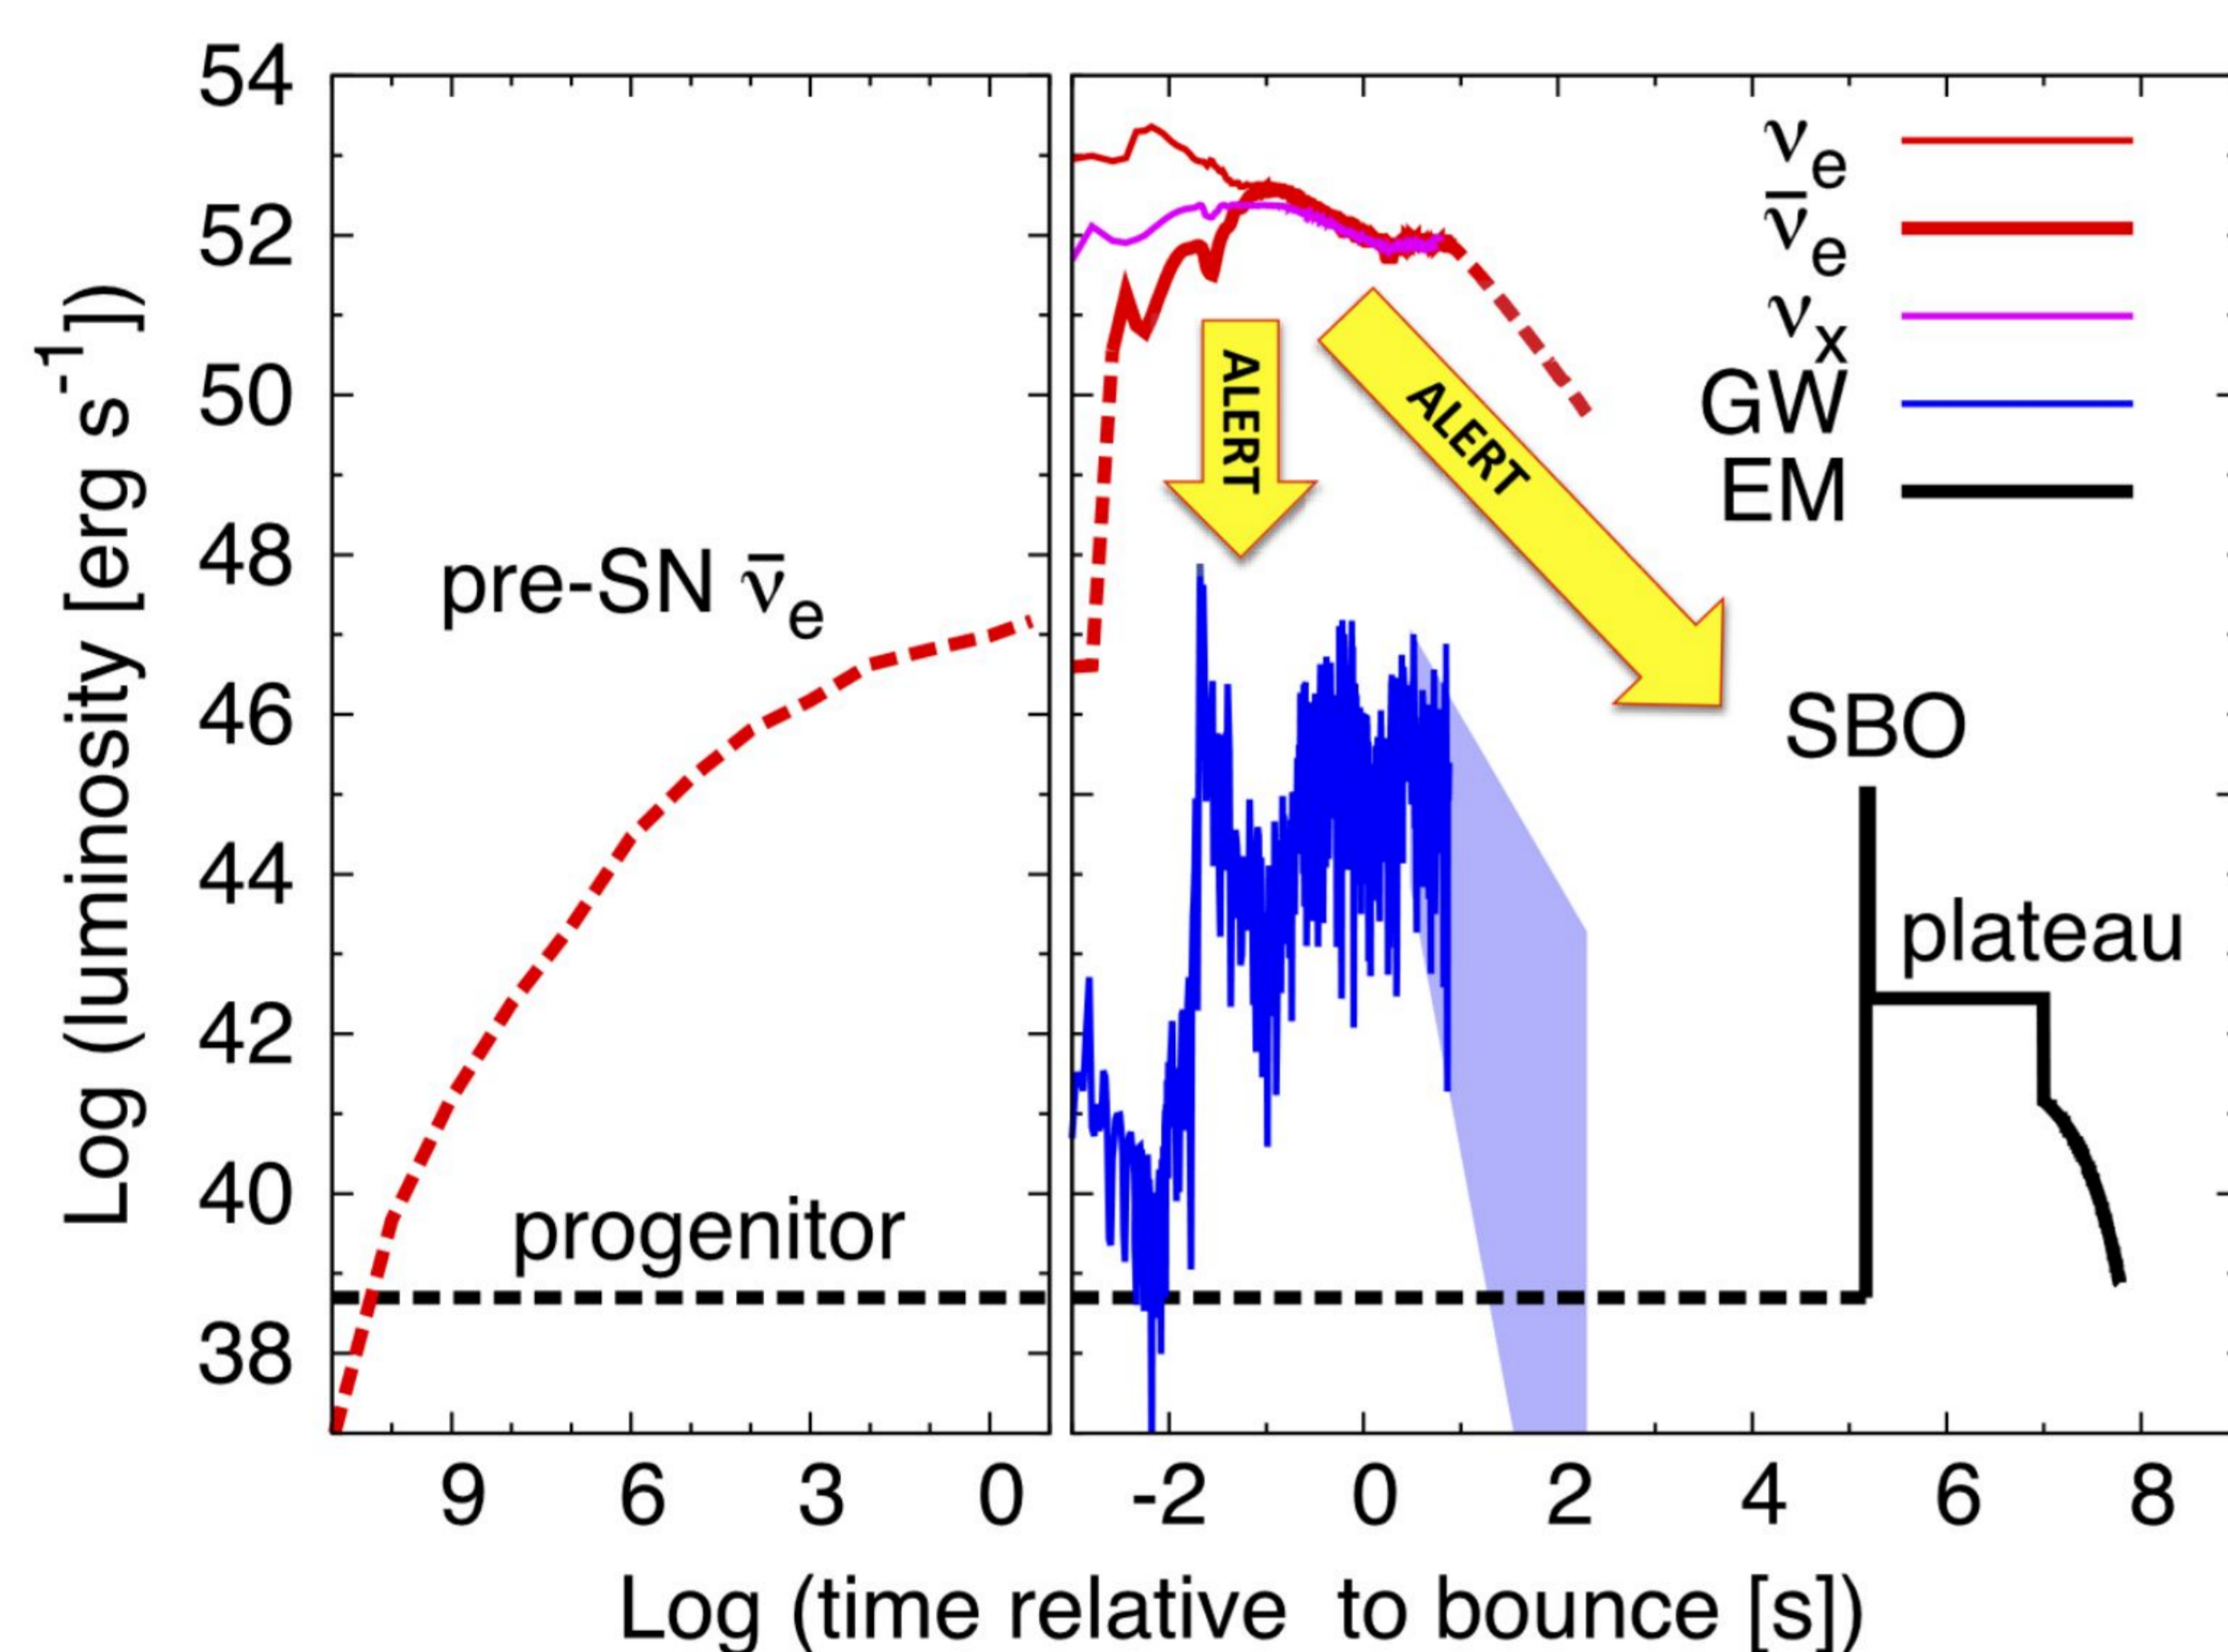 54
52
50
48
46
44
42
40
38
Log (luminosity [erg s⁻¹])
pre-SN ν̄e
progenitor
νe
ν̄e
νx
GW
EM
ALERT
ALERT
SBO
plateau
9 6 3 0 -2 0 2 4 6 8
Log (time relative to bounce [s])